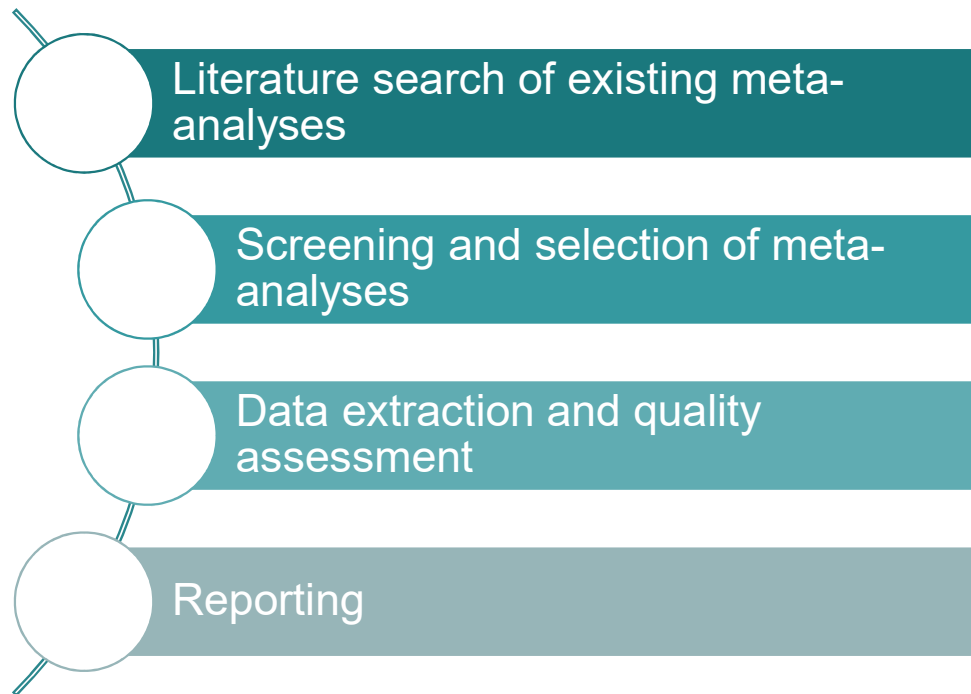 Literature search of existing meta-
analyses
Screening and selection of meta-
analyses
Data extraction and quality
assessment
Reporting